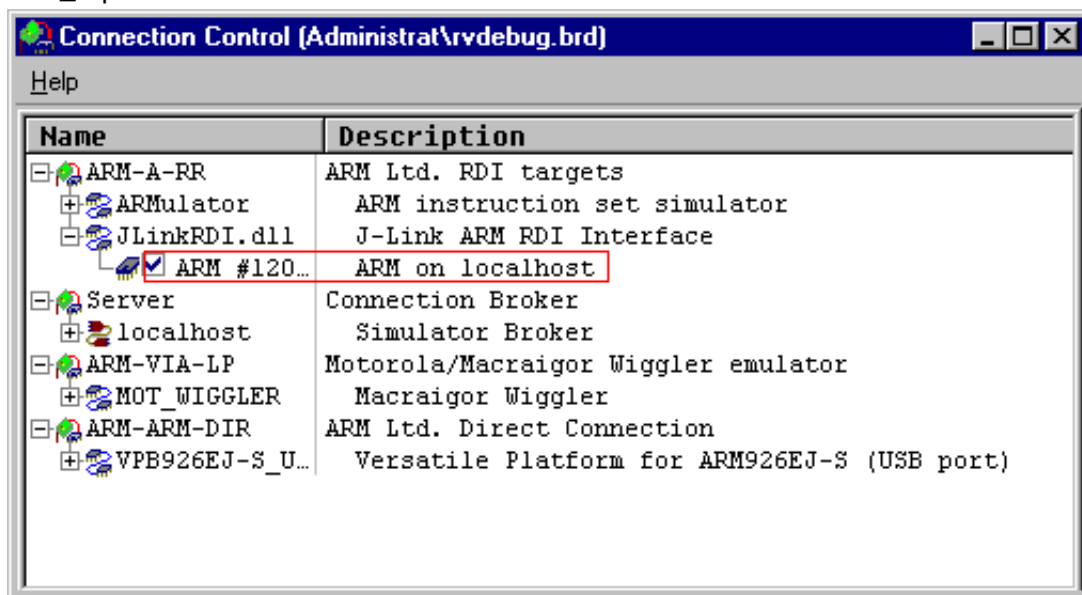 Connection Control (Administrat\rvdebug.brd)
Help
Name Description
ARM-A-RR ARM Ltd. RDI targets
ARMulator ARM instruction set simulator
JLinkRDI.dll J-Link ARM RDI Interface
ARM #120… ARM on localhost
Server Connection Broker
localhost Simulator Broker
ARM-VIA-LP Motorola/Macraigor Wiggler emulator
MOT_WIGGLER Macraigor Wiggler
ARM-ARM-DIR ARM Ltd. Direct Connection
VPB926EJ-S_U… Versatile Platform for ARM926EJ-S (USB port)